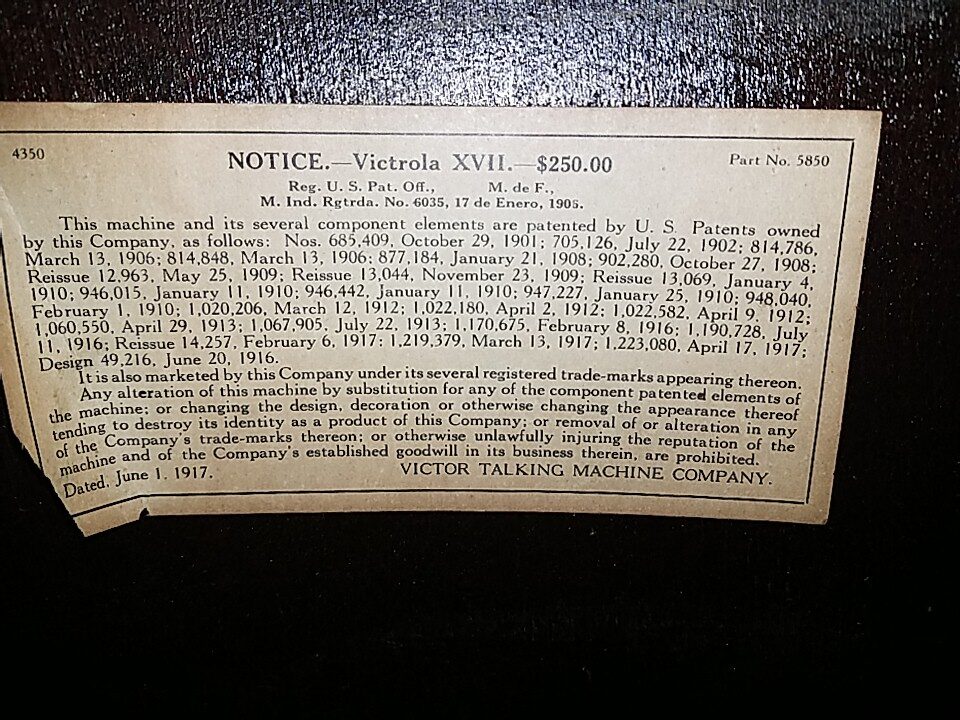 4350 NOTICE.—Victrola XVII.—$250.00 Part No. 5850
Reg. U. S. Pat. Off., M. de F.,
M. Ind. Rgtrda. No. 6035, 17 de Enero, 1905.
This machine and its several component elements are patented by U. S. Patents owned
by this Company, as follows: Nos. 685,409, October 29, 1901; 705,126, July 22, 1902; 814,786,
March 13, 1906; 814,848, March 13, 1906; 877,184, January 21, 1908; 902,280, October 27, 1908;
Reissue 12,963, May 25, 1909; Reissue 13,044, November 23, 1909; Reissue 13,069, January 4,
1910; 946,015, January 11, 1910; 946,442, January 11, 1910; 947,227, January 25, 1910; 948,040,
February 1, 1910; 1,020,206, March 12, 1912; 1,022,180, April 2, 1912; 1,022,582, April 9, 1912;
1,060,550, April 29, 1913; 1,067,905, July 22, 1913; 1,170,675, February 8, 1916; 1,190,728, July
11, 1916; Reissue 14,257, February 6, 1917; 1,219,379, March 13, 1917; 1,223,080, April 17, 1917;
Design 49,216, June 20, 1916.
It is also marketed by this Company under its several registered trade-marks appearing thereon.
Any alteration of this machine by substitution for any of the component patented elements of
the machine; or changing the design, decoration or otherwise changing the appearance thereof
tending to destroy its identity as a product of this Company; or removal of or alteration in any
of the Company's trade-marks thereon; or otherwise unlawfully injuring the reputation of the
machine and of the Company's established goodwill in its business therein, are prohibited.
Dated, June 1, 1917. VICTOR TALKING MACHINE COMPANY.